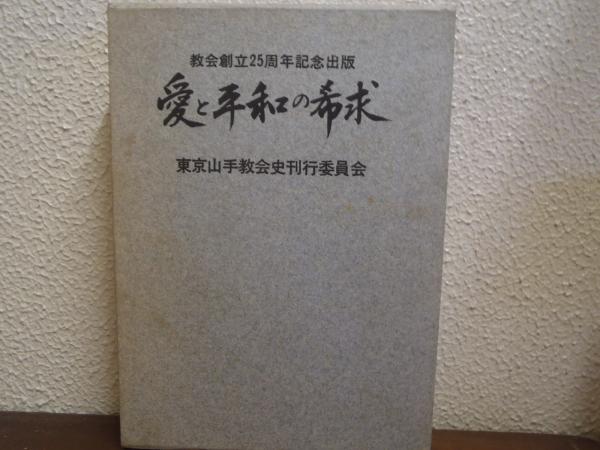 教会創立25周年記念出版
愛と平和の希求
東京山手教会史刊行委員会